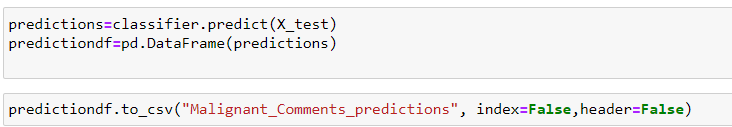 predictions=classifier.predict(X_test)
predictiondf=pd.DataFrame(predictions)
predictiondf.to_csv("Malignant_Comments_predictions", index=False,header=False)